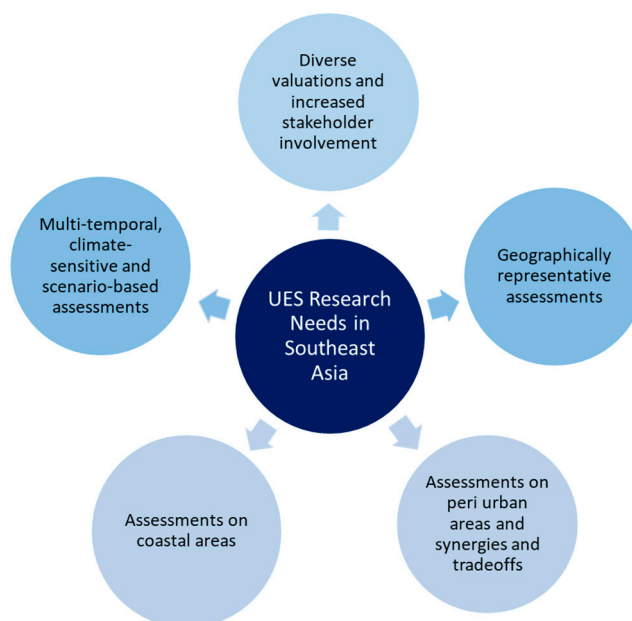 Diverse
valuations and
increased
stakeholder
involvement
Multi-temporal,
climate-
sensitive and
scenario-based
assessments
Geographically
representative
assessments
UES Research
Needs in
Southeast
Asia
Assessments on
coastal areas
Assessments on
peri urban
areas and
synergies and
tradeoffs